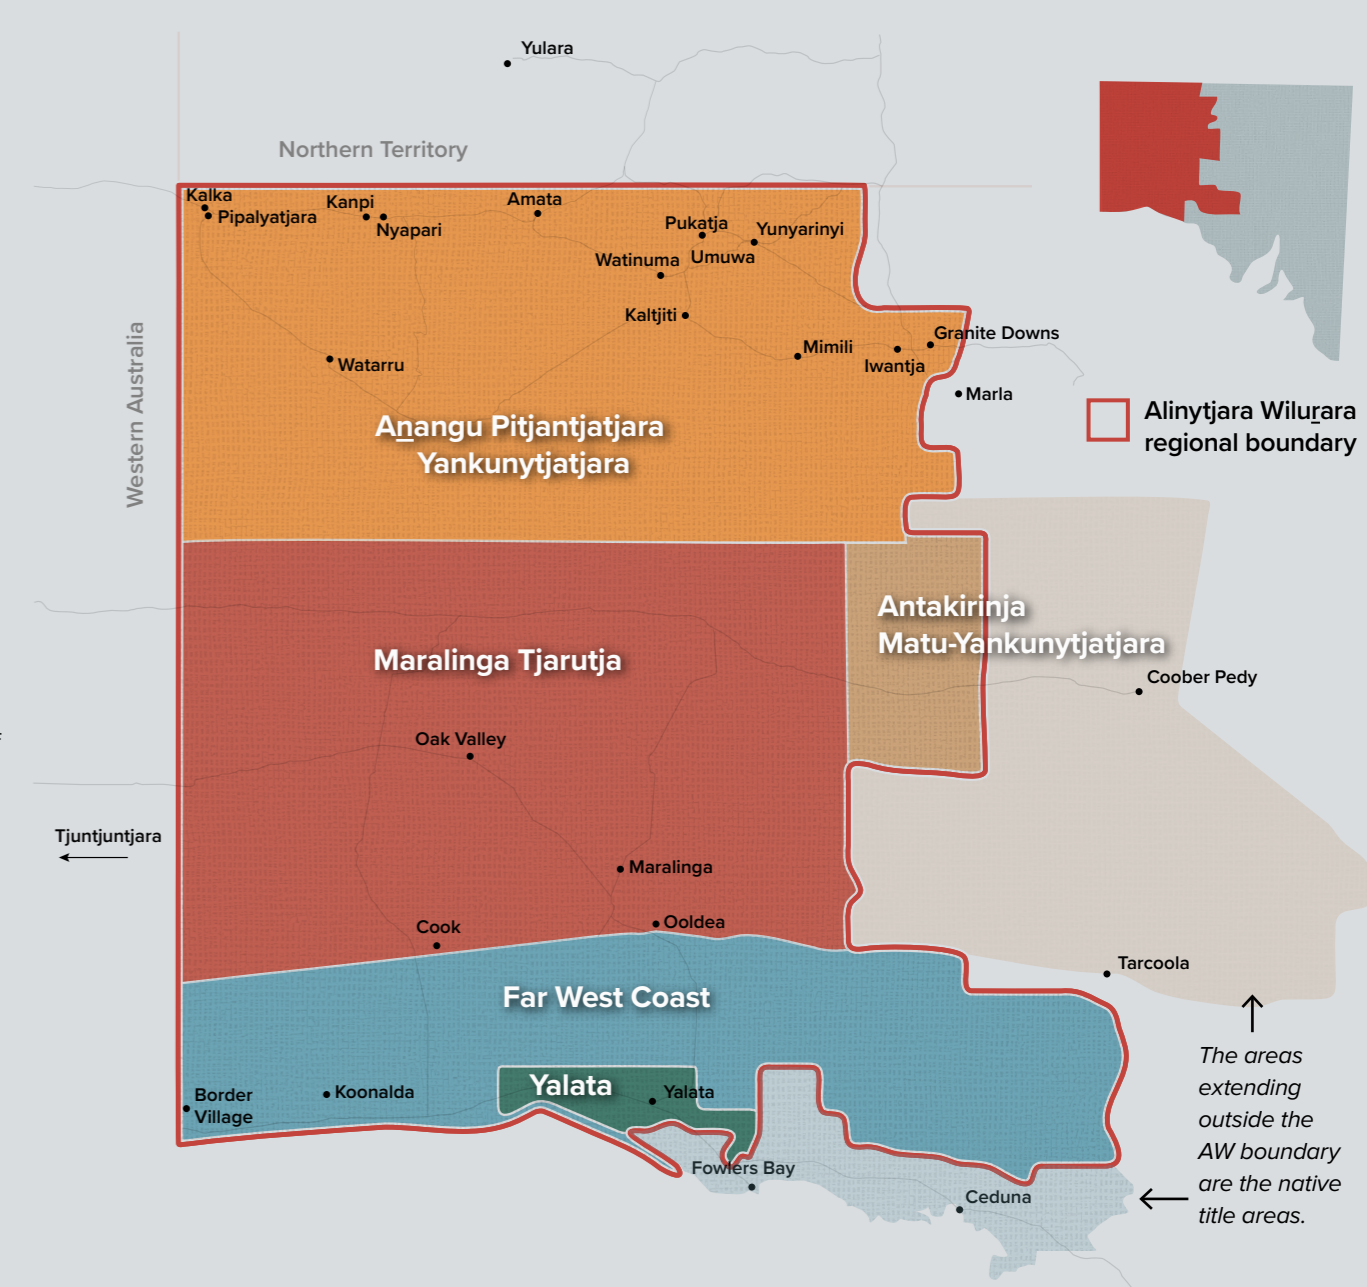 Yulara
Northern Territory
Kalka
Pipalyatjara
Kanpi
Nyapari
Amata
Pukatja
Yunyarinyi
Watinuma
Umuwa
Kaltjiti
Granite Downs
Mimili
Iwantja
Watarru
Marla
Western Australia
Alinytjara Wiluṟara
regional boundary
Aṉangu Pitjantjatjara
Yankunytjatjara
Antakirinja
Matu-Yankunytjatjara
Maralinga Tjarutja
Coober Pedy
Oak Valley
Tjuntjuntjara
Maralinga
Cook
Ooldea
Tarcoola
Far West Coast
The areas
extending
outside the
AW boundary
are the native
title areas.
Border
Village
Koonalda
Yalata
Yalata
Fowlers Bay
Ceduna